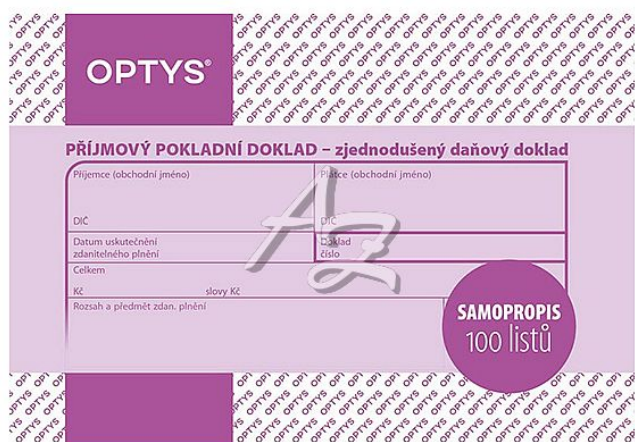 OPTYS®
PŘÍJMOVÝ POKLADNÍ DOKLAD – zjednodušený daňový doklad
Příjemce (obchodní jméno)
Plátce (obchodní jméno)
DIČ
DIČ
Datum uskutečnění
zdanitelného plnění
Doklad
číslo
Celkem
Kč
slovy Kč
Rozsah a předmět zdan. plnění
SAMOPROPIS
100 listů
AZ